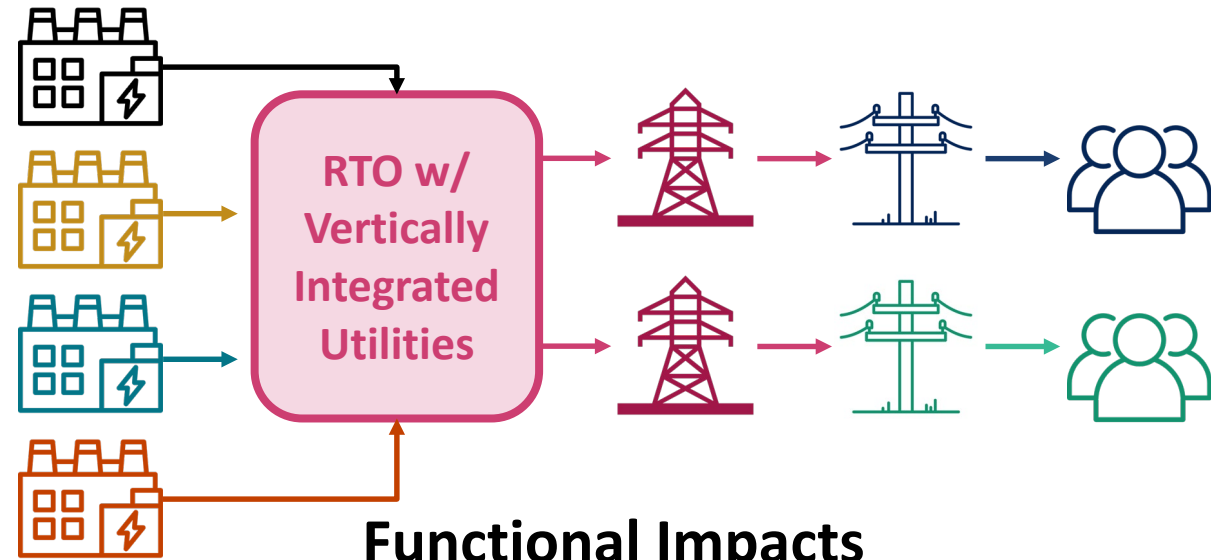 RTO w/
Vertically
Integrated
Utilities
Functional Impacts